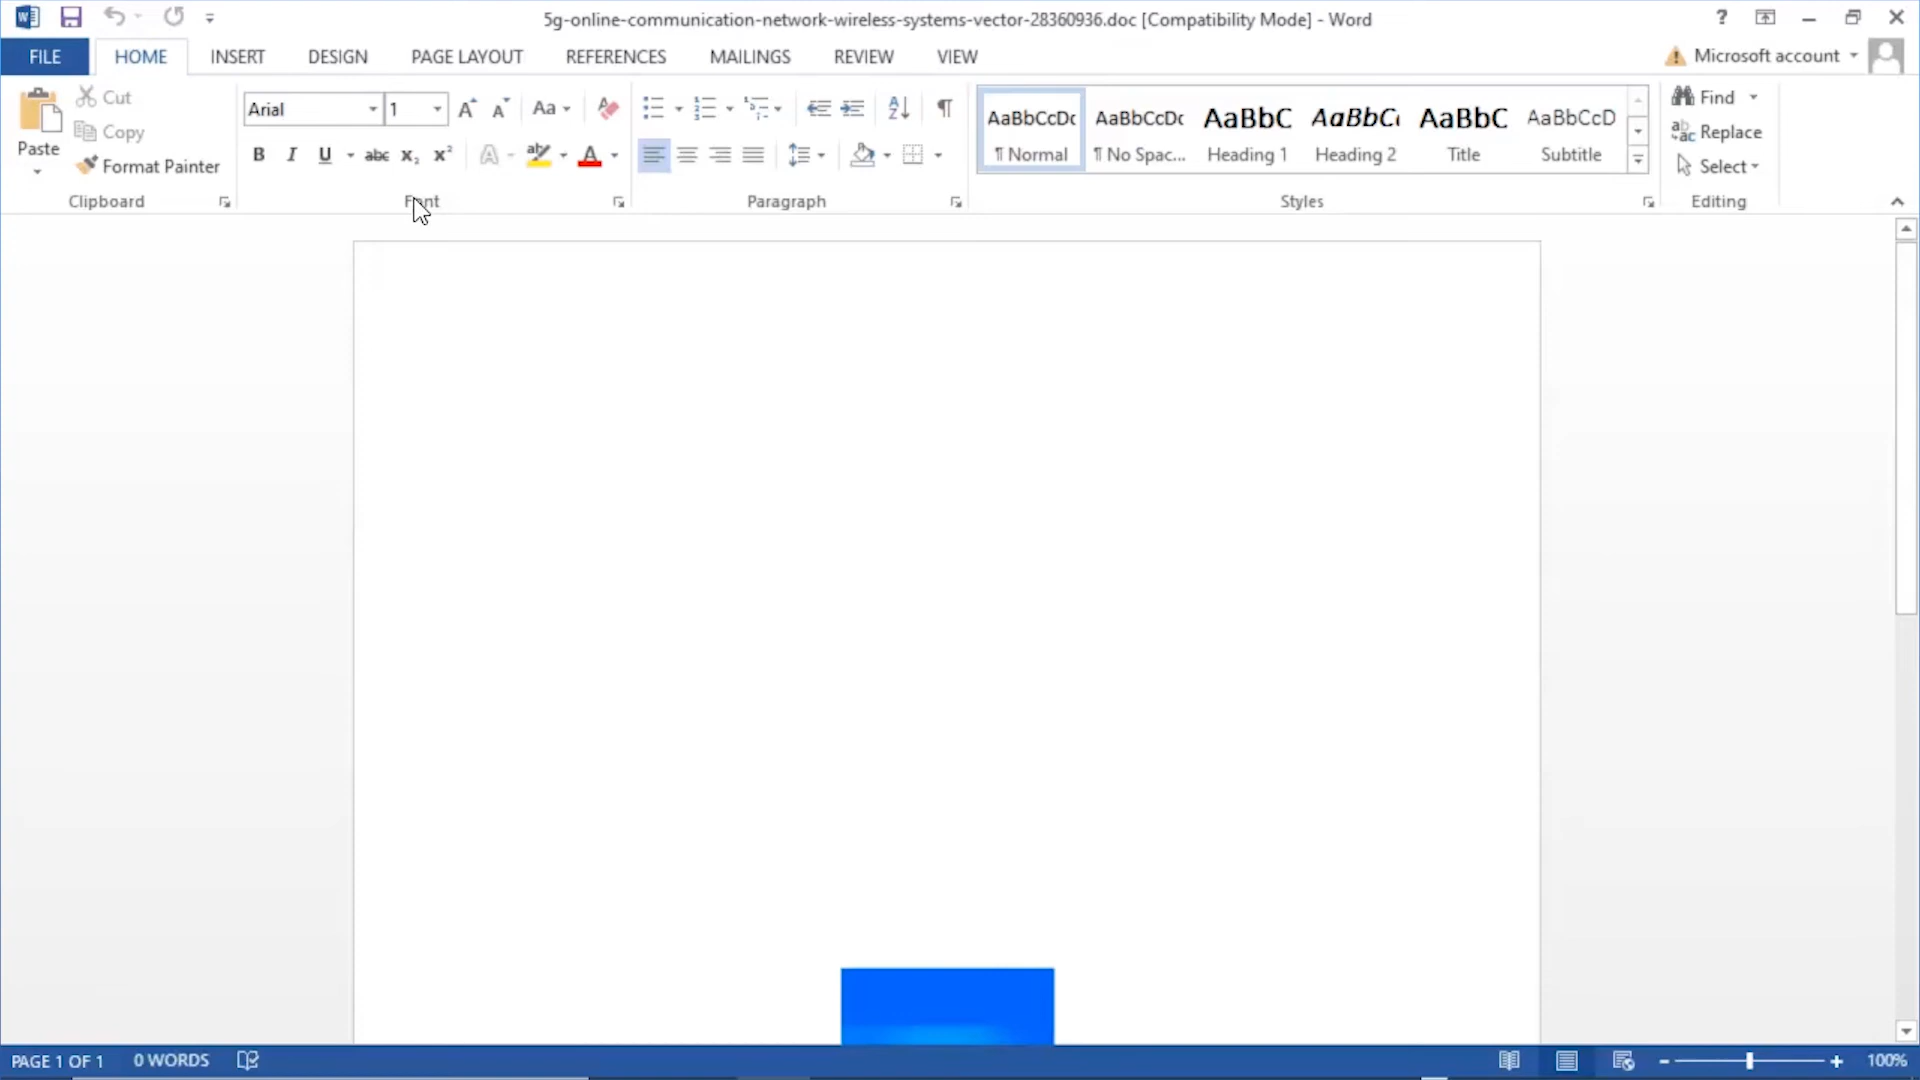 5g-online-communication-network-wireless-systems-vector-28360936.doc [Compatibility Mode] - Word
FILE HOME INSERT DESIGN PAGE LAYOUT REFERENCES MAILINGS REVIEW VIEW Microsoft account
Paste
Cut
Copy
Format Painter
Clipboard
Arial 1
Aa
B I U abc X₂ X²
Font
Paragraph
AaBbCcDc AaBbCcDc AaBbC AaBbCc AaBbC AaBbCcD
¶ Normal ¶ No Spac... Heading 1 Heading 2 Title Subtitle
Styles
Find
Replace
Select
Editing
PAGE 1 OF 1 0 WORDS 100%